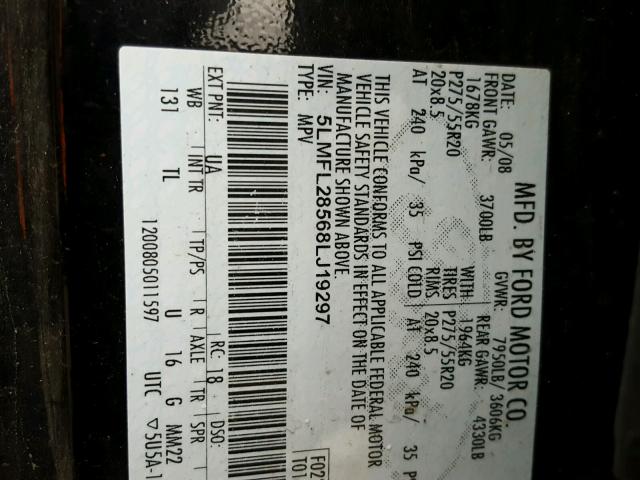 MFD. BY FORD MOTOR CO.
DATE: 05/08 GVWR: 7950LB/ 3606KG
FRONT GAWR: 3700LB REAR GAWR: 4330LB
1678KG WITH 1964KG
P275/55R20 TIRES P275/55R20
20x8.5 RIMS 20x8.5
AT 240 kPa/ 35 PSI COLD AT 240 kPa/ 35 P
THIS VEHICLE CONFORMS TO ALL APPLICABLE FEDERAL MOTOR
VEHICLE SAFETY STANDARDS IN EFFECT ON THE DATE OF
MANUFACTURE SHOWN ABOVE.
VIN: 5LMFL28568LJ19297
TYPE: MPV
F02
T01
EXT PNT: UA RC: 18 DSO:
WB INT TR TP/PS R AXLE TR SPR
131 TL U 16 G MM22
1200805011597 UTC ▽5U5A-1